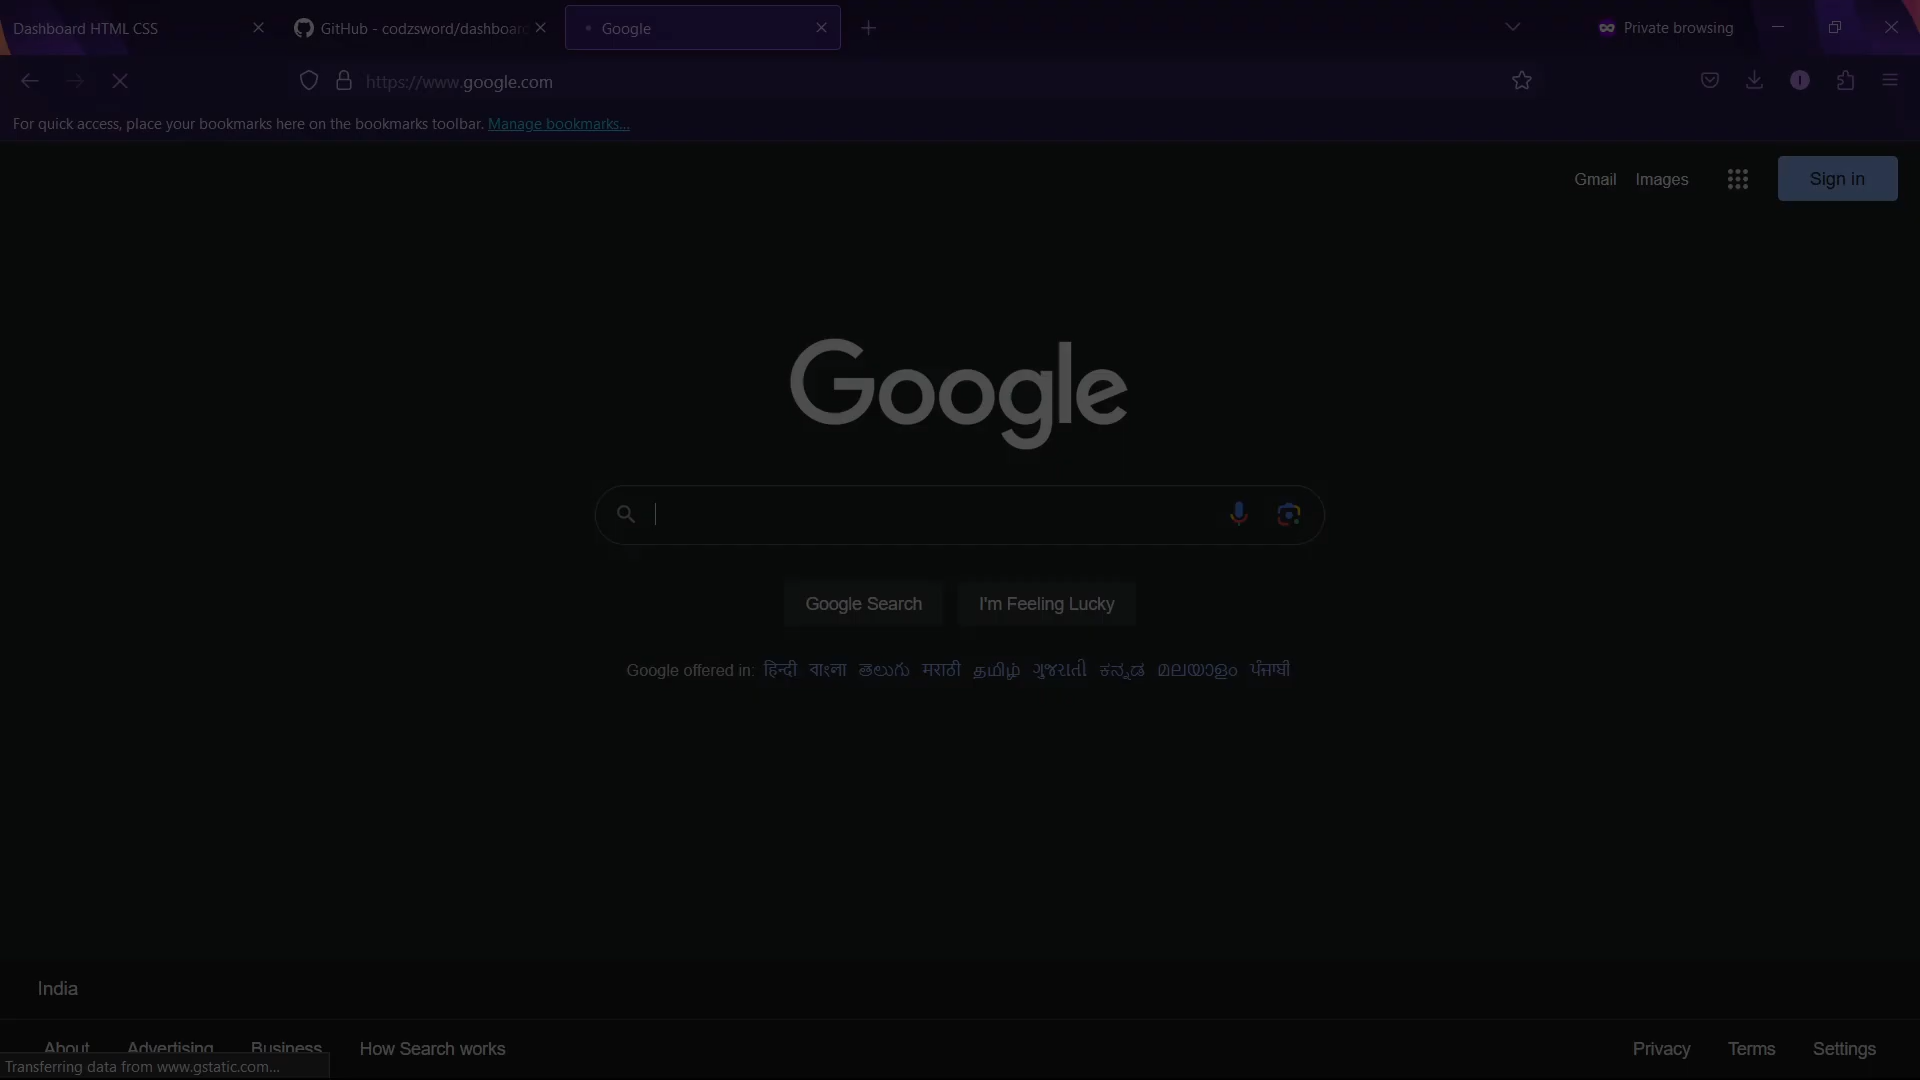 Dashboard HTML CSS
GitHub - codzsword/dashboard
Google
Private browsing
https://www.google.com
For quick access, place your bookmarks here on the bookmarks toolbar. Manage bookmarks...
Gmail Images Sign in
Google
Google Search I'm Feeling Lucky
Google offered in: हिन्दी বাংলা తెలుగు मराठी தமிழ் ગુજરાતી ಕನ್ನಡ മലയാളം ਪੰਜਾਬੀ
India
About Advertising Business How Search works Privacy Terms Settings
Transferring data from www.gstatic.com...